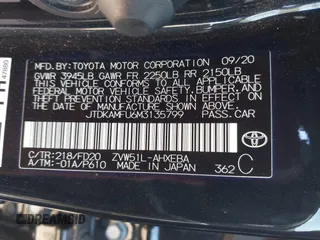 MFD. BY: TOYOTA MOTOR CORPORATION 09/20
GVWR 3945LB. GAWR FR 2250LB RR 2150LB
THIS VEHICLE CONFORMS TO ALL APPLICABLE
FEDERAL MOTOR VEHICLE SAFETY, BUMPER, AND
THEFT PREVENTION STANDARDS IN EFFECT ON
THE DATE OF MANUFACTURE SHOWN ABOVE.
JTDKAMFU6M3135799 PASS. CAR
C/TR: 218/FD20 ZVW51L-AHXEBA
A/TM: -01A/P610 MADE IN JAPAN 362 C
TOYOTA